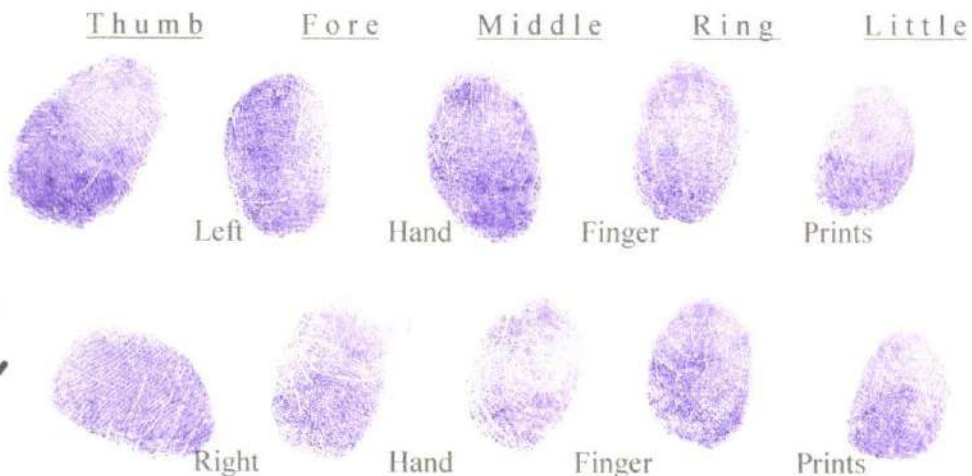 Thumb Fore Middle Ring Little
Left Hand Finger Prints
Right Hand Finger Prints